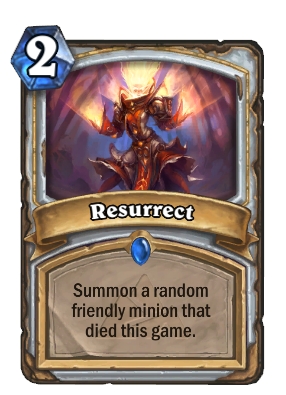 2
Resurrect
Summon a random
friendly minion that
died this game.